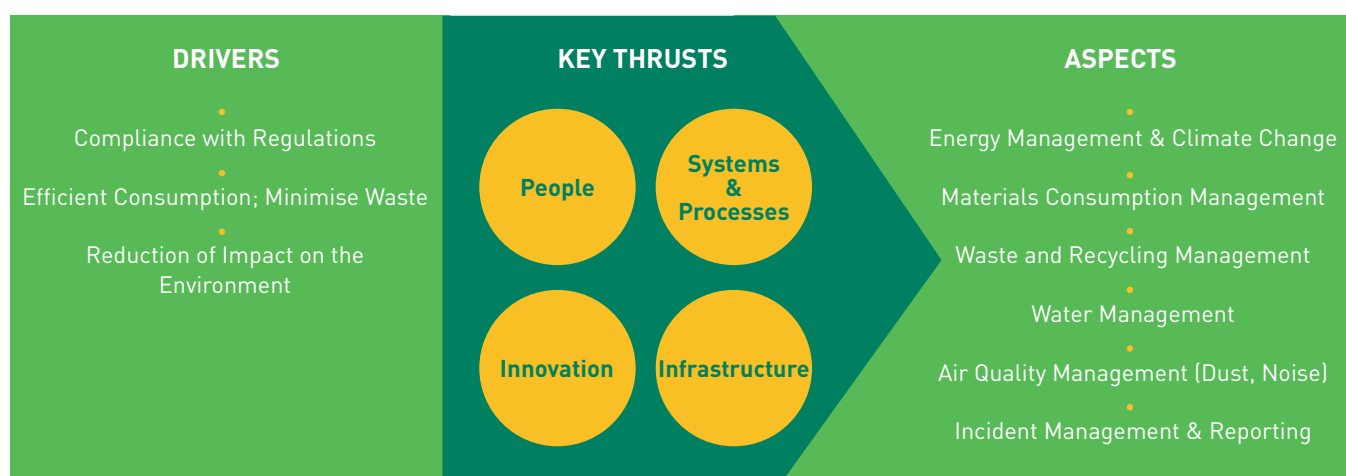 DRIVERS
Compliance with Regulations
Efficient Consumption; Minimise Waste
Reduction of Impact on the
Environment
KEY THRUSTS
People
Systems
&
Processes
Innovation
Infrastructure
ASPECTS
Energy Management & Climate Change
Materials Consumption Management
Waste and Recycling Management
Water Management
Air Quality Management (Dust, Noise)
Incident Management & Reporting